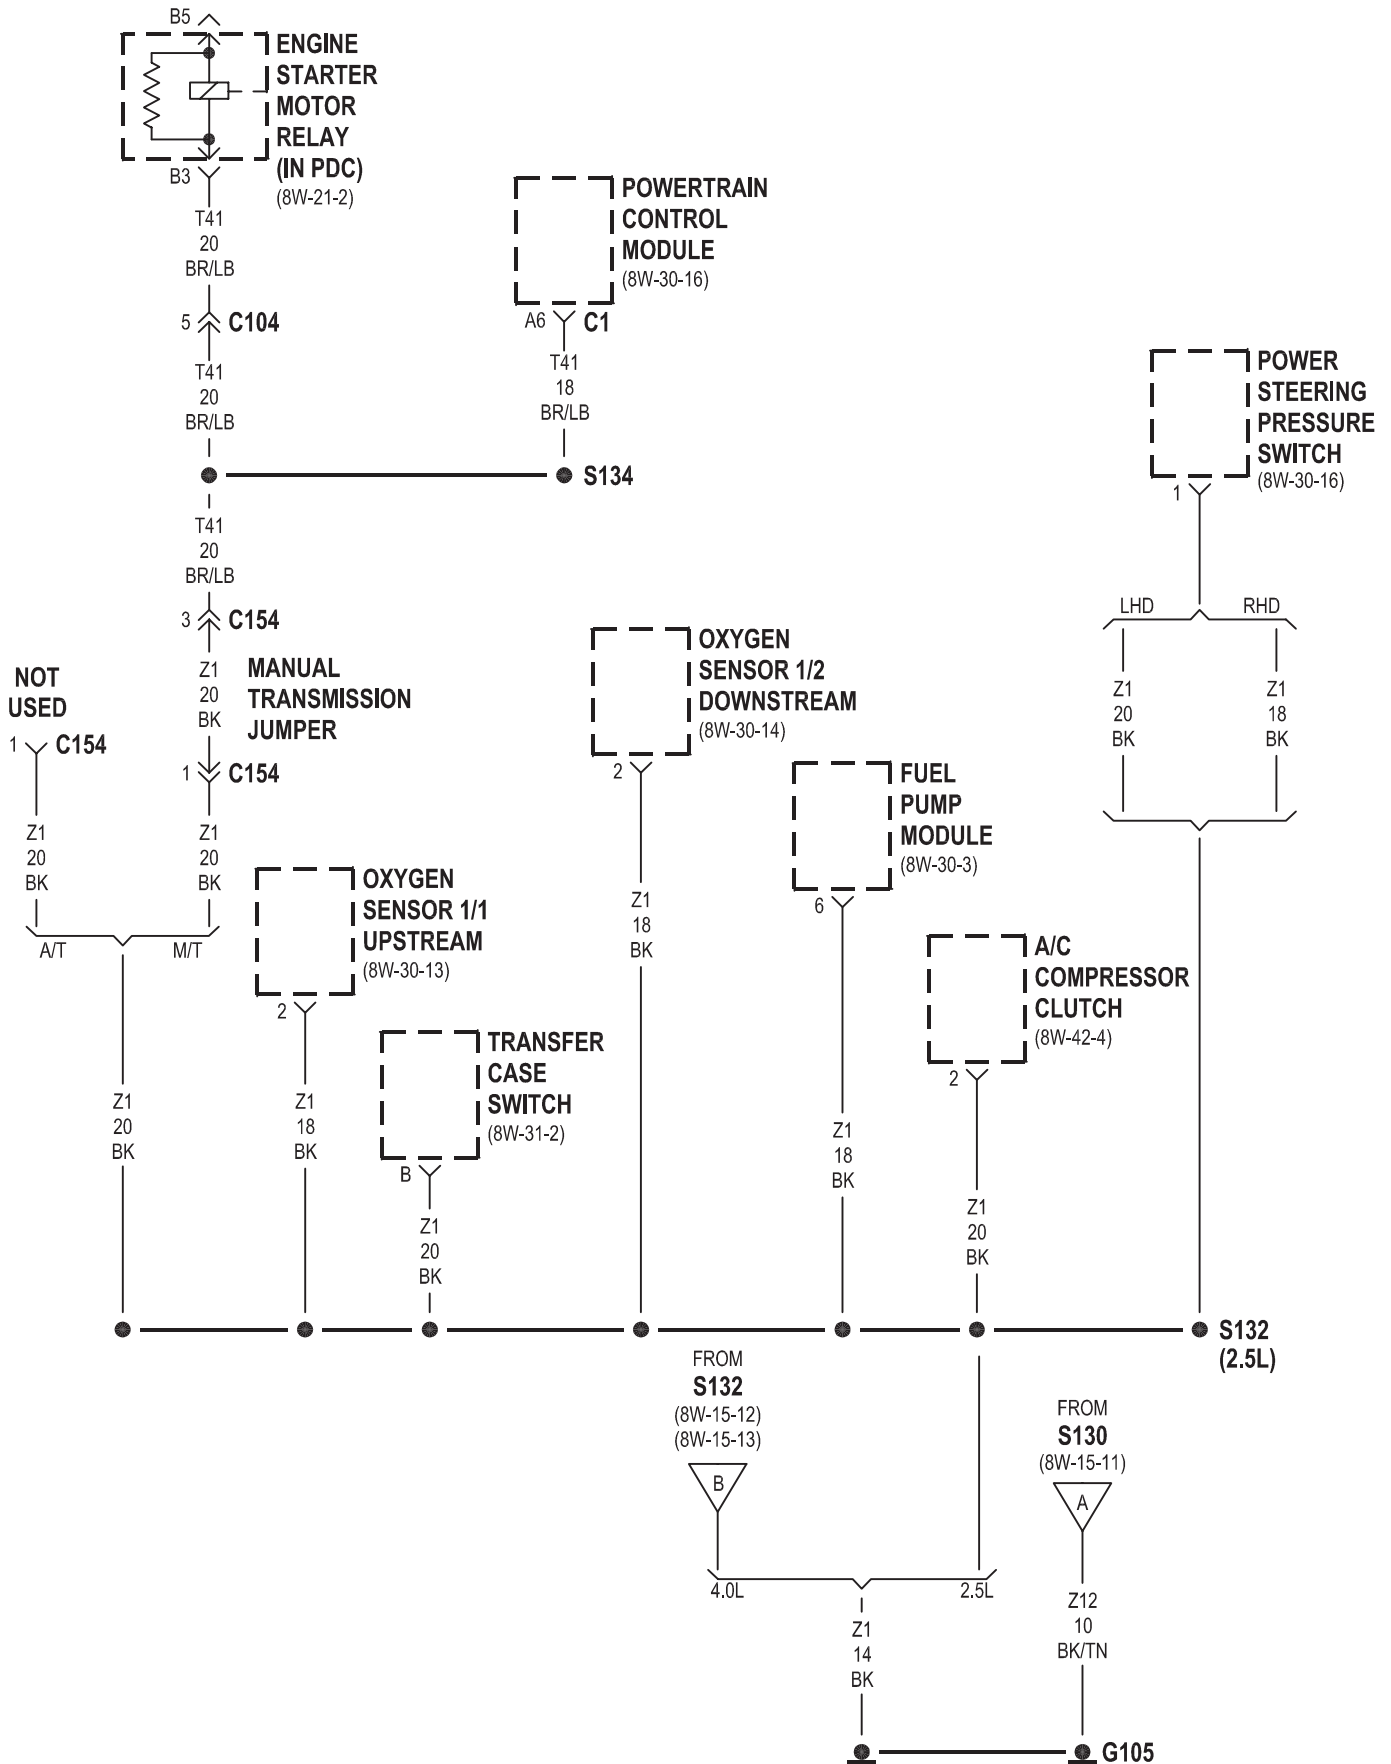 B5
ENGINE
STARTER
MOTOR
RELAY
(IN PDC)
(8W-21-2)
B3
T41
20
BR/LB
5
C104
T41
20
BR/LB
POWERTRAIN
CONTROL
MODULE
(8W-30-16)
A6
C1
T41
18
BR/LB
S134
T41
20
BR/LB
3
C154
Z1
20
BK
MANUAL
TRANSMISSION
JUMPER
1
C154
Z1
20
BK
NOT
USED
1
C154
Z1
20
BK
A/T
M/T
Z1
20
BK
OXYGEN
SENSOR 1/1
UPSTREAM
(8W-30-13)
2
Z1
18
BK
TRANSFER
CASE
SWITCH
(8W-31-2)
B
Z1
20
BK
OXYGEN
SENSOR 1/2
DOWNSTREAM
(8W-30-14)
2
Z1
18
BK
FUEL
PUMP
MODULE
(8W-30-3)
6
Z1
18
BK
A/C
COMPRESSOR
CLUTCH
(8W-42-4)
2
Z1
20
BK
POWER
STEERING
PRESSURE
SWITCH
(8W-30-16)
1
LHD
RHD
Z1
20
BK
Z1
18
BK
S132
(2.5L)
FROM
S132
(8W-15-12)
(8W-15-13)
B
FROM
S130
(8W-15-11)
A
4.0L
2.5L
Z1
14
BK
Z12
10
BK/TN
G105